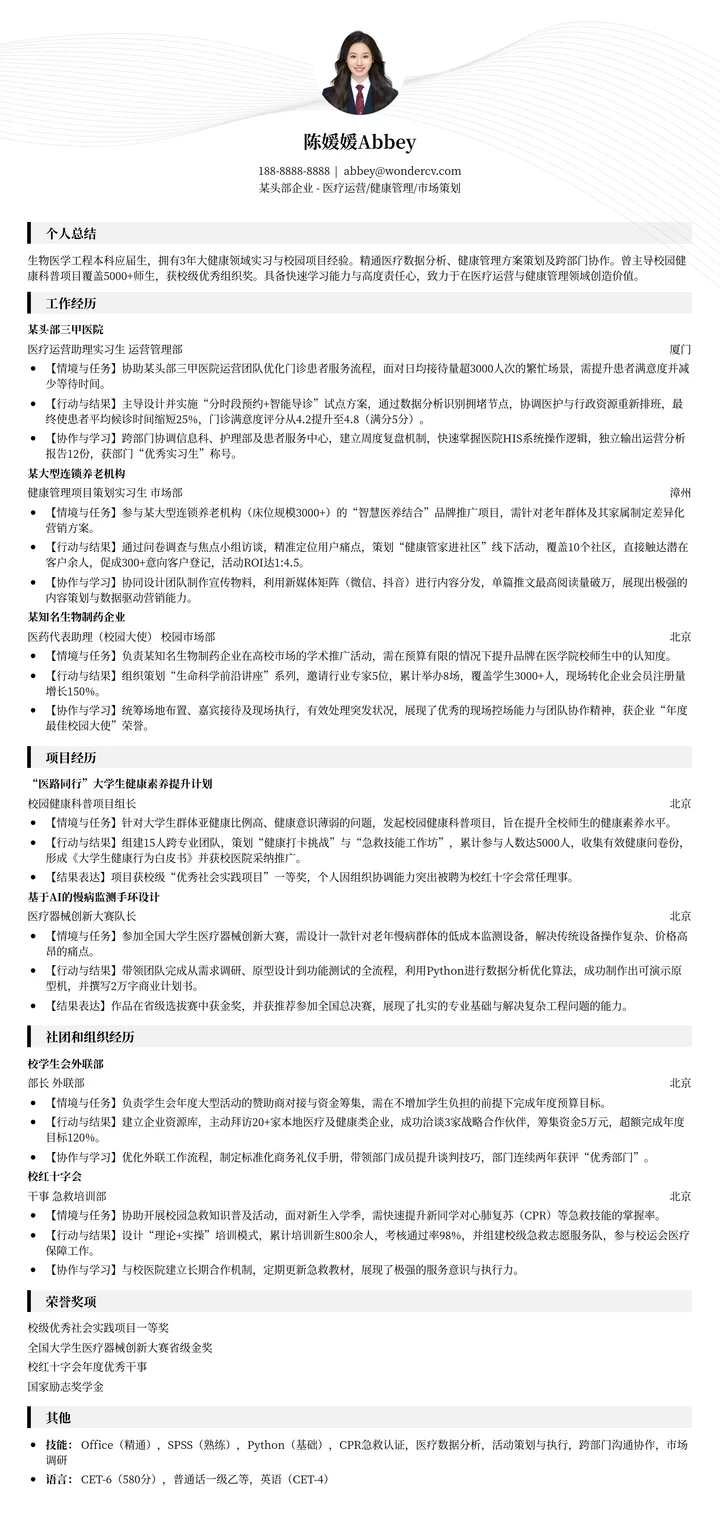 陈媛媛Abbey
188-8888-8888 | abbey@wondercv.com
某头部企业 - 医疗运营/健康管理/市场策划
个人总结
生物医学工程本科应届生，拥有3年大健康领域实习与校园项目经验。精通医疗数据分析、健康管理方案策划及跨部门协作。曾主导校园健
康科普项目覆盖5000+师生，获校级优秀组织奖。具备快速学习能力与高度责任心，致力于在医疗运营与健康管理领域创造价值。
工作经历
某头部三甲医院
医疗运营助理实习生 运营管理部 厦门
• 【情境与任务】协助某头部三甲医院运营团队优化门诊患者服务流程，面对日均接待量超3000人次的繁忙场景，需提升患者满意度并减
少等待时间。
• 【行动与结果】主导设计并实施“分时段预约+智能导诊”试点方案，通过数据分析识别拥堵节点，协调医护与行政资源重新排班，最
终使患者平均候诊时间缩短25%，门诊满意度评分从4.2提升至4.8（满分5分）。
• 【协作与学习】跨部门协调信息科、护理部及患者服务中心，建立周度复盘机制，快速掌握医院HIS系统操作逻辑，独立输出运营分析
报告12份，获部门“优秀实习生”称号。
某大型连锁养老机构
健康管理项目策划实习生 市场部 漳州
• 【情境与任务】参与某大型连锁养老机构（床位规模3000+）的“智慧医养结合”品牌推广项目，需针对老年群体及其家属制定差异化
营销方案。
• 【行动与结果】通过问卷调查与焦点小组访谈，精准定位用户痛点，策划“健康管家进社区”线下活动，覆盖10个社区，直接触达潜在
客户余人，促成300+意向客户登记，活动ROI达1:4.5。
• 【协作与学习】协同设计团队制作宣传物料，利用新媒体矩阵（微信、抖音）进行内容分发，单篇推文最高阅读量破万，展现出极强的
内容策划与数据驱动营销能力。
某知名生物制药企业
医药代表助理（校园大使） 校园市场部 北京
• 【情境与任务】负责某知名生物制药企业在高校市场的学术推广活动，需在预算有限的情况下提升品牌在医学院校师生中的认知度。
• 【行动与结果】组织策划“生命科学前沿讲座”系列，邀请行业专家5位，累计举办8场，覆盖学生3000+人，现场转化企业会员注册量
增长150%。
• 【协作与学习】统筹场地布置、嘉宾接待及现场执行，有效处理突发状况，展现了优秀的现场控场能力与团队协作精神，获企业“年度
最佳校园大使”荣誉。
项目经历
“医路同行”大学生健康素养提升计划
校园健康科普项目组长 北京
• 【情境与任务】针对大学生群体亚健康比例高、健康意识薄弱的问题，发起校园健康科普项目，旨在提升全校师生的健康素养水平。
• 【行动与结果】组建15人跨专业团队，策划“健康打卡挑战”与“急救技能工作坊”，累计参与人数达5000人，收集有效健康问卷份，
形成《大学生健康行为白皮书》并获校医院采纳推广。
• 【结果表达】项目获校级“优秀社会实践项目”一等奖，个人因组织协调能力突出被聘为校红十字会常任理事。
基于AI的慢病监测手环设计
医疗器械创新大赛队长 北京
• 【情境与任务】参加全国大学生医疗器械创新大赛，需设计一款针对老年慢病群体的低成本监测设备，解决传统设备操作复杂、价格高
昂的痛点。
• 【行动与结果】带领团队完成从需求调研、原型设计到功能测试的全流程，利用Python进行数据分析优化算法，成功制作出可演示原
型机，并撰写2万字商业计划书。
• 【结果表达】作品在省级选拔赛中获金奖，并获推荐参加全国总决赛，展现了扎实的专业基础与解决复杂工程问题的能力。
社团和组织经历
校学生会外联部
部长 外联部 北京
• 【情境与任务】负责学生会年度大型活动的赞助商对接与资金筹集，需在不增加学生负担的前提下完成年度预算目标。
• 【行动与结果】建立企业资源库，主动拜访20+家本地医疗及健康类企业，成功洽谈3家战略合作伙伴，筹集资金5万元，超额完成年度
目标120%。
• 【协作与学习】优化外联工作流程，制定标准化商务礼仪手册，带领部门成员提升谈判技巧，部门连续两年获评“优秀部门”。
校红十字会
干事 急救培训部 北京
• 【情境与任务】协助开展校园急救知识普及活动，面对新生入学季，需快速提升新同学对心肺复苏（CPR）等急救技能的掌握率。
• 【行动与结果】设计“理论+实操”培训模式，累计培训新生800余人，考核通过率98%，并组建校级急救志愿服务队，参与校运会医疗
保障工作。
• 【协作与学习】与校医院建立长期合作机制，定期更新急救教材，展现了极强的服务意识与执行力。
荣誉奖项
校级优秀社会实践项目一等奖
全国大学生医疗器械创新大赛省级金奖
校红十字会年度优秀干事
国家励志奖学金
其他
• 技能： Office（精通），SPSS（熟练），Python（基础），CPR急救认证，医疗数据分析，活动策划与执行，跨部门沟通协作，市场
调研
• 语言： CET-6（580分），普通话一级乙等，英语（CET-4）